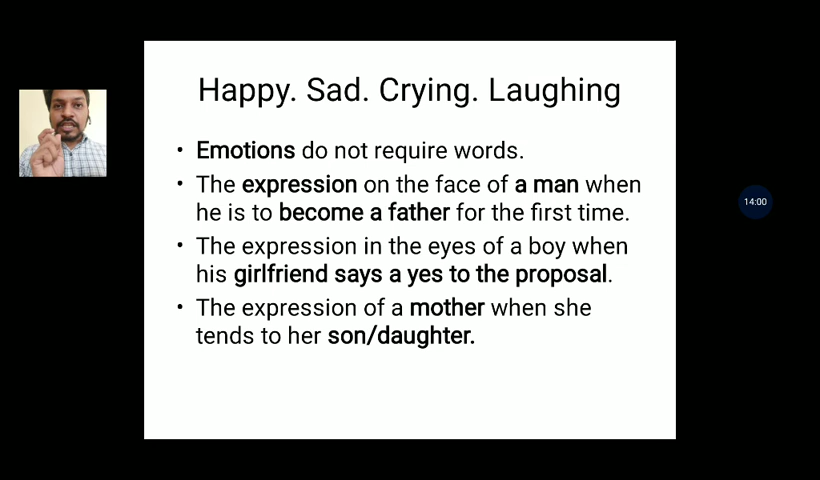 Happy. Sad. Crying. Laughing
• Emotions do not require words.
• The expression on the face of a man when
he is to become a father for the first time.
• The expression in the eyes of a boy when
his girlfriend says a yes to the proposal.
• The expression of a mother when she
tends to her son/daughter.
14:00